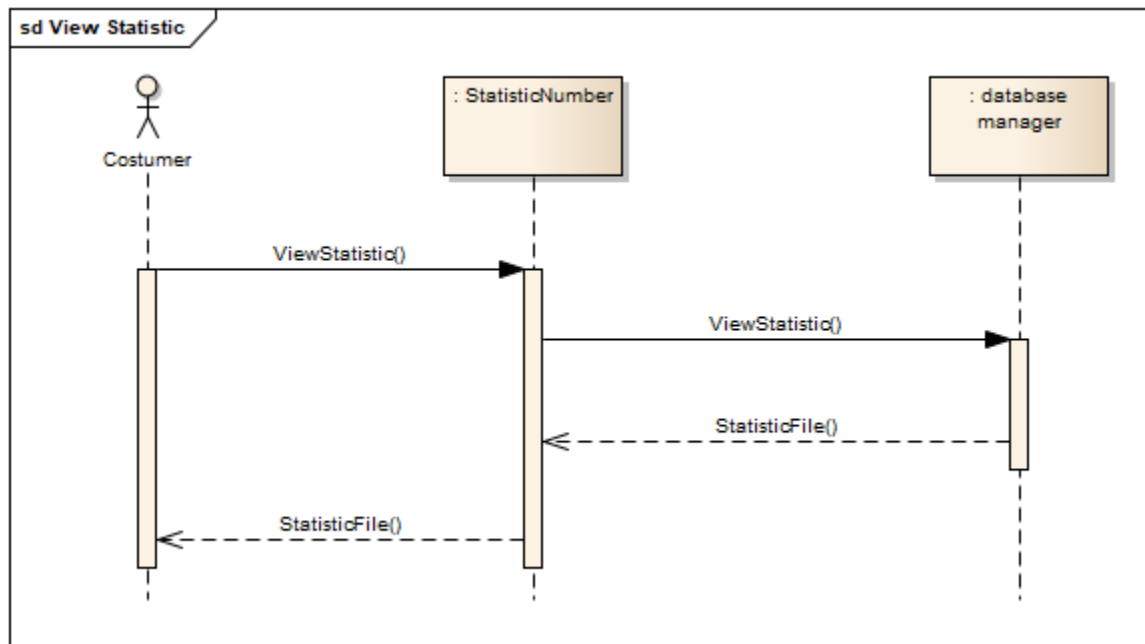 sd View Statistic
: StatisticNumber
: database
manager
Costumer
ViewStatistic()
ViewStatistic()
StatisticFile()
StatisticFile()